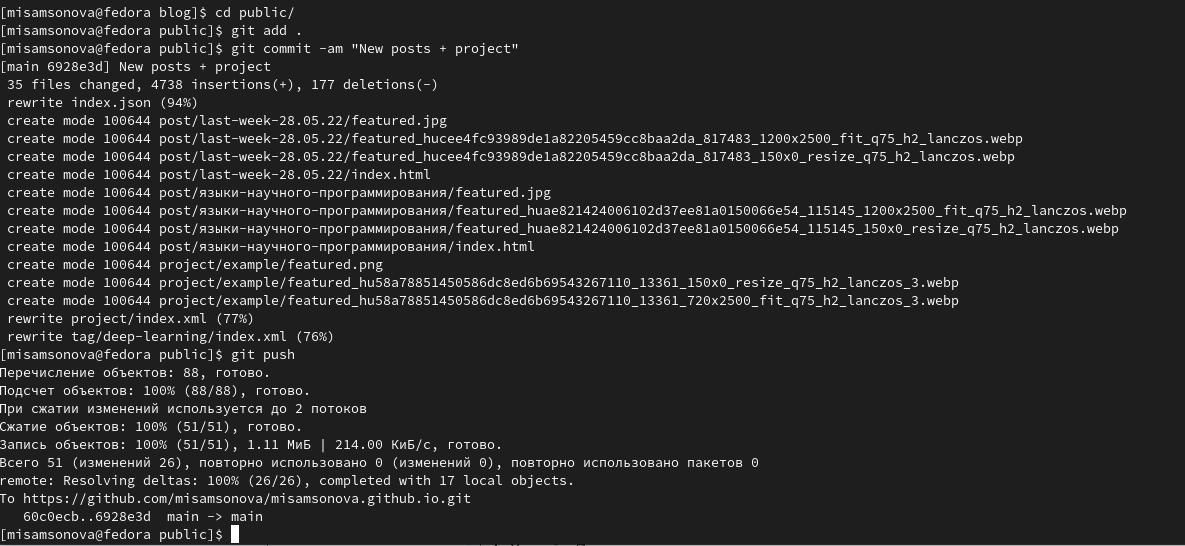 [misamsonova@fedora blog]$ cd public/
[misamsonova@fedora public]$ git add .
[misamsonova@fedora public]$ git commit -am "New posts + project"
[main 6928e3d] New posts + project
 35 files changed, 4738 insertions(+), 177 deletions(-)
 rewrite index.json (94%)
 create mode 100644 post/last-week-28.05.22/featured.jpg
 create mode 100644 post/last-week-28.05.22/featured_hucee4fc93989de1a82205459cc8baa2da_817483_1200x2500_fit_q75_h2_lanczos.webp
 create mode 100644 post/last-week-28.05.22/featured_hucee4fc93989de1a82205459cc8baa2da_817483_150x0_resize_q75_h2_lanczos.webp
 create mode 100644 post/last-week-28.05.22/index.html
 create mode 100644 post/языки-научного-программирования/featured.jpg
 create mode 100644 post/языки-научного-программирования/featured_huae821424006102d37ee81a0150066e54_115145_1200x2500_fit_q75_h2_lanczos.webp
 create mode 100644 post/языки-научного-программирования/featured_huae821424006102d37ee81a0150066e54_115145_150x0_resize_q75_h2_lanczos.webp
 create mode 100644 post/языки-научного-программирования/index.html
 create mode 100644 project/example/featured.png
 create mode 100644 project/example/featured_hu58a78851450586dc8ed6b69543267110_13361_150x0_resize_q75_h2_lanczos_3.webp
 create mode 100644 project/example/featured_hu58a78851450586dc8ed6b69543267110_13361_720x2500_fit_q75_h2_lanczos_3.webp
 rewrite project/index.xml (77%)
 rewrite tag/deep-learning/index.xml (76%)
[misamsonova@fedora public]$ git push
Перечисление объектов: 88, готово.
Подсчет объектов: 100% (88/88), готово.
При сжатии изменений используется до 2 потоков
Сжатие объектов: 100% (51/51), готово.
Запись объектов: 100% (51/51), 1.11 МиБ | 214.00 КиБ/с, готово.
Всего 51 (изменений 26), повторно использовано 0 (изменений 0), повторно использовано пакетов 0
remote: Resolving deltas: 100% (26/26), completed with 17 local objects.
To https://github.com/misamsonova/misamsonova.github.io.git
   60c0ecb..6928e3d  main -> main
[misamsonova@fedora public]$